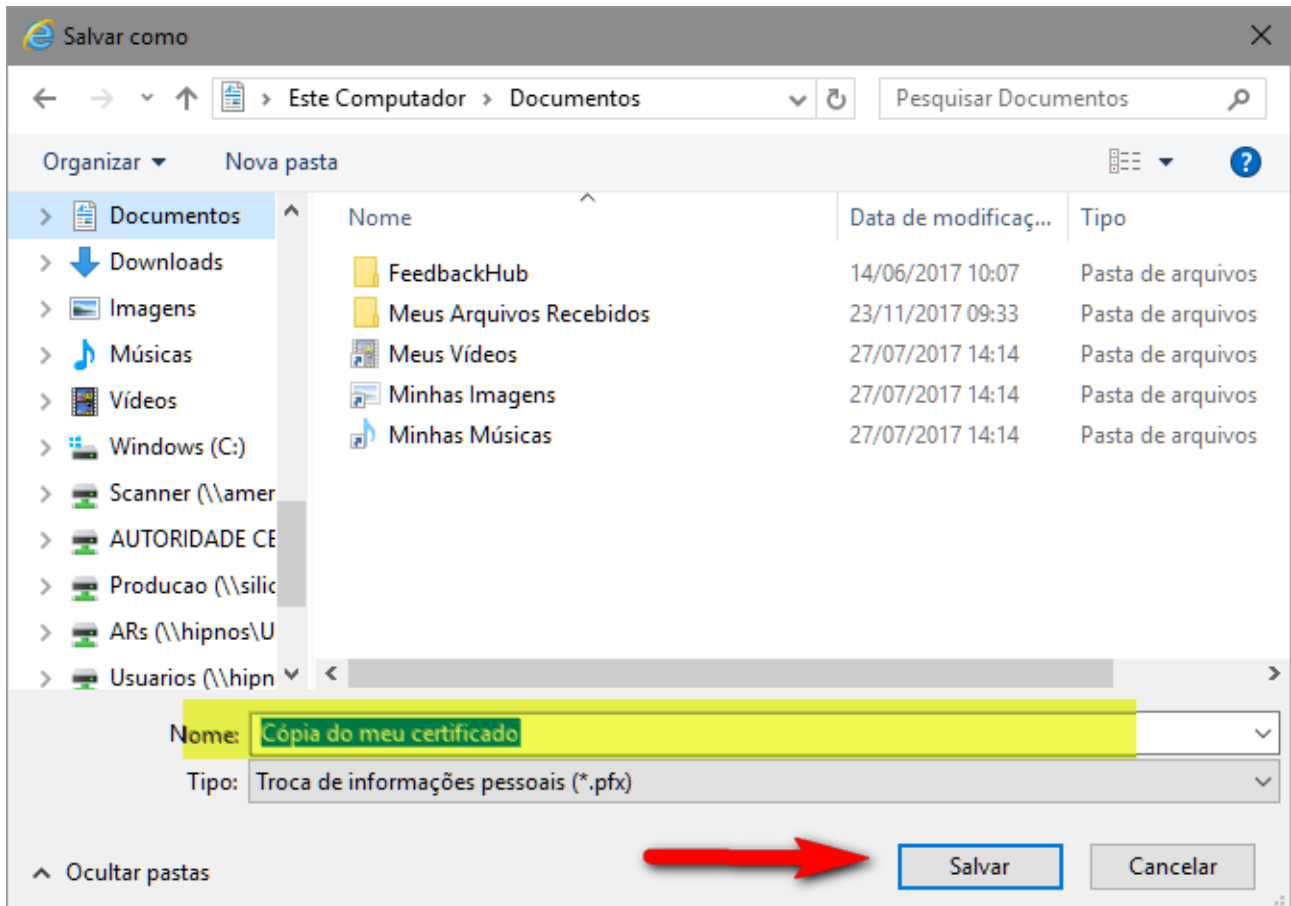 Salvar como
Este Computador > Documentos
Pesquisar Documentos
Organizar
Nova pasta
?
Documentos
Downloads
Imagens
Músicas
Vídeos
Windows (C:)
Scanner (\\amer
AUTORIDADE CE
Producao (\\silic
ARs (\\hipnos\U
Usuarios (\\hipn
Nome Data de modificaç... Tipo
FeedbackHub 14/06/2017 10:07 Pasta de arquivos
Meus Arquivos Recebidos 23/11/2017 09:33 Pasta de arquivos
Meus Vídeos 27/07/2017 14:14 Pasta de arquivos
Minhas Imagens 27/07/2017 14:14 Pasta de arquivos
Minhas Músicas 27/07/2017 14:14 Pasta de arquivos
Nome: Cópia do meu certificado
Tipo: Troca de informações pessoais (*.pfx)
Ocultar pastas
Salvar
Cancelar